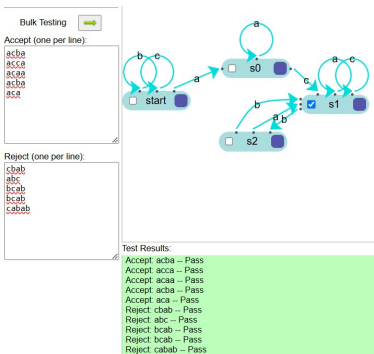 Bulk Testing
Accept (one per line):
acba
acca
acaa
acba
aca
Reject (one per line):
cbab
abc
bcab
bcab
cabab
a
b c
a
s0
a c
c
start
s1
b
a
b
s2
Test Results:
Accept: acba -- Pass
Accept: acca -- Pass
Accept: acaa -- Pass
Accept: acba -- Pass
Accept: aca -- Pass
Reject: cbab -- Pass
Reject: abc -- Pass
Reject: bcab -- Pass
Reject: bcab -- Pass
Reject: cabab -- Pass